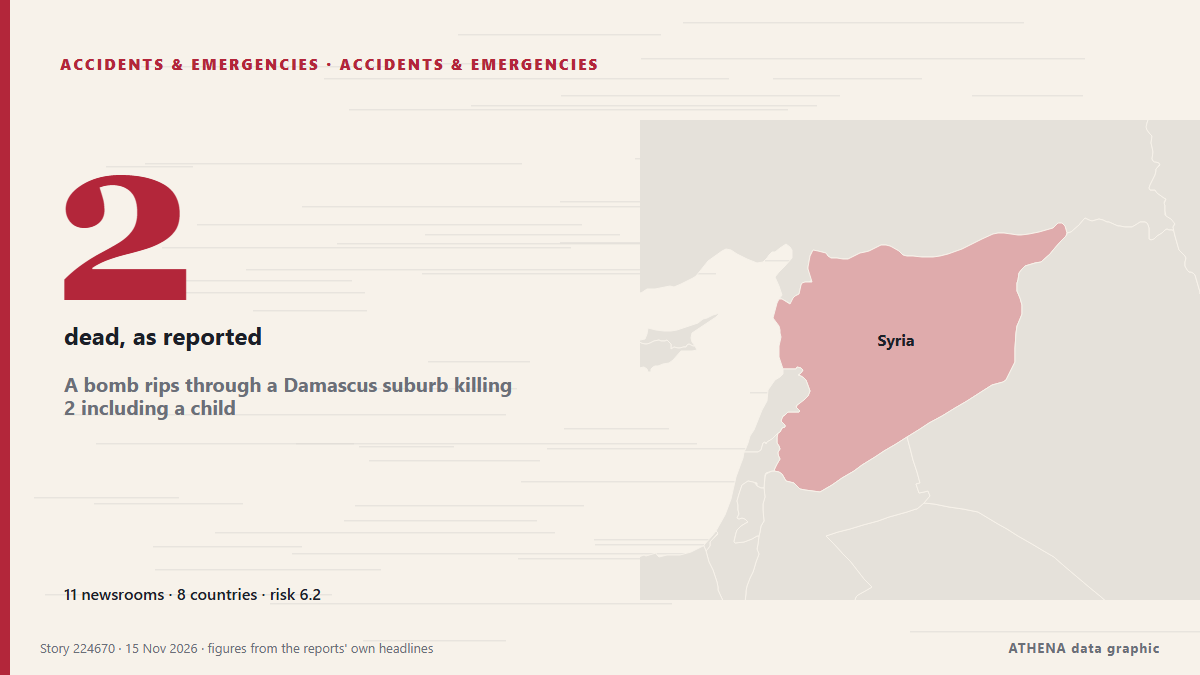 ACCIDENTS & EMERGENCIES · ACCIDENTS & EMERGENCIES
2
dead, as reported
A bomb rips through a Damascus suburb killing
2 including a child
Syria
11 newsrooms · 8 countries · risk 6.2
Story 224670 · 15 Nov 2026 · figures from the reports' own headlines
ATHENA data graphic